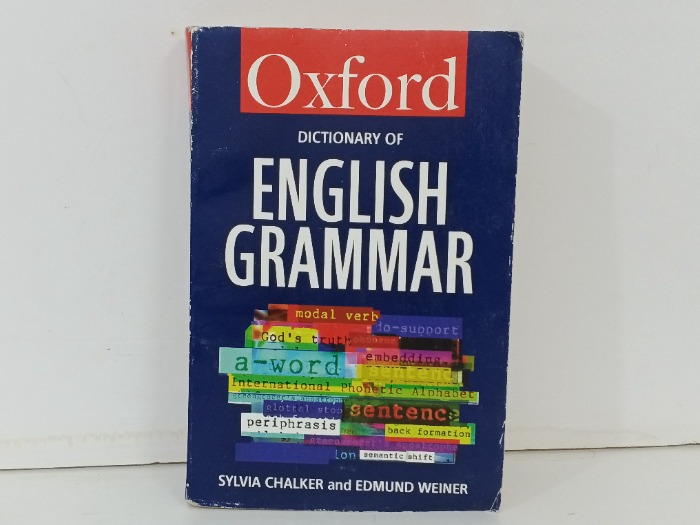 Oxford
DICTIONARY OF
ENGLISH
GRAMMAR
modal verb
do-support
God's truth
embedding
a-word
sentence
International Phonetic Alphabet
glottal stop
sentence
periphrasis
back formation
semantic shift
SYLVIA CHALKER and EDMUND WEINER